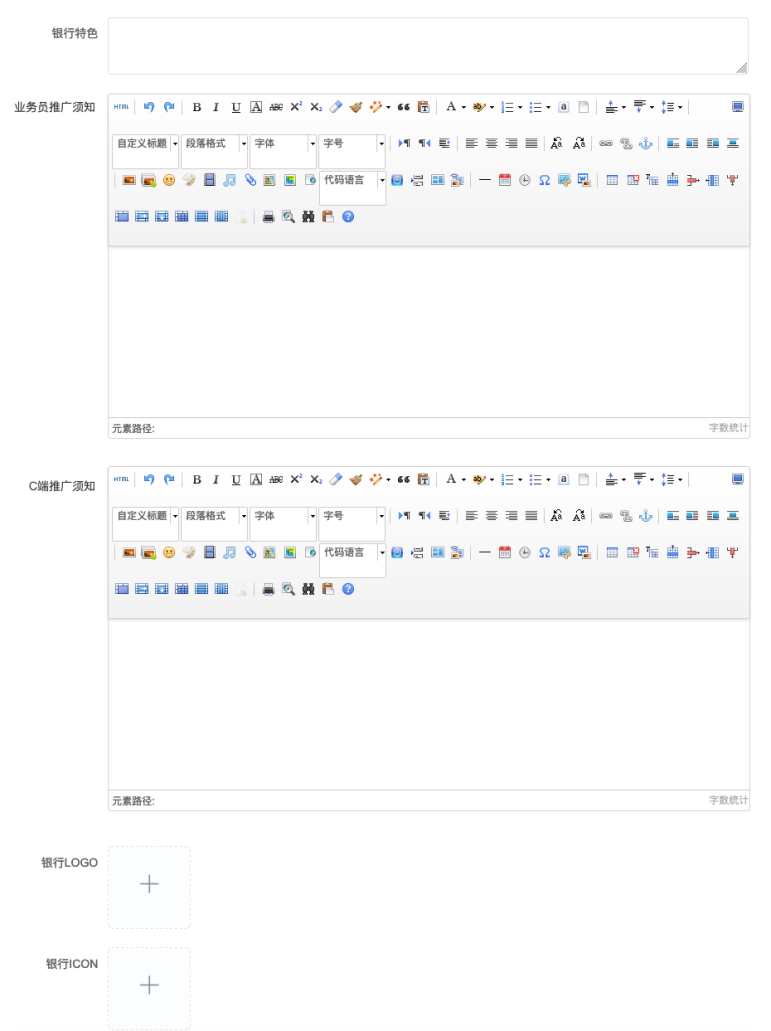 银行特色
业务员推广须知
HTML B I U A ABC X² X₂ A ab a
自定义标题 段落格式 字体 字号
代码语言
元素路径: 字数统计
C端推广须知
HTML B I U A ABC X² X₂ A ab a
自定义标题 段落格式 字体 字号
代码语言
元素路径: 字数统计
银行LOGO
银行ICON